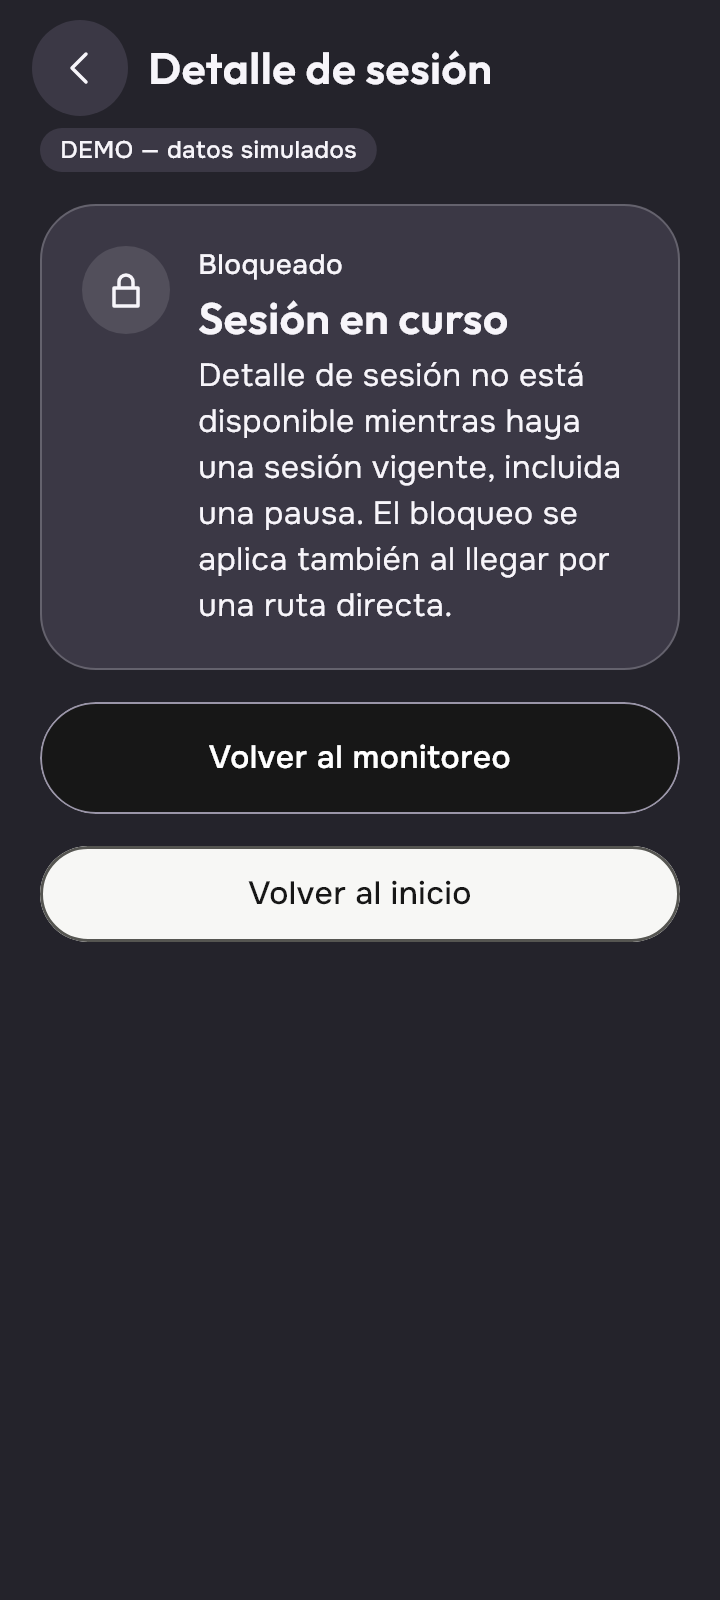 Detalle de sesión
DEMO — datos simulados
Bloqueado
Sesión en curso
Detalle de sesión no está
disponible mientras haya
una sesión vigente, incluida
una pausa. El bloqueo se
aplica también al llegar por
una ruta directa.
Volver al monitoreo
Volver al inicio